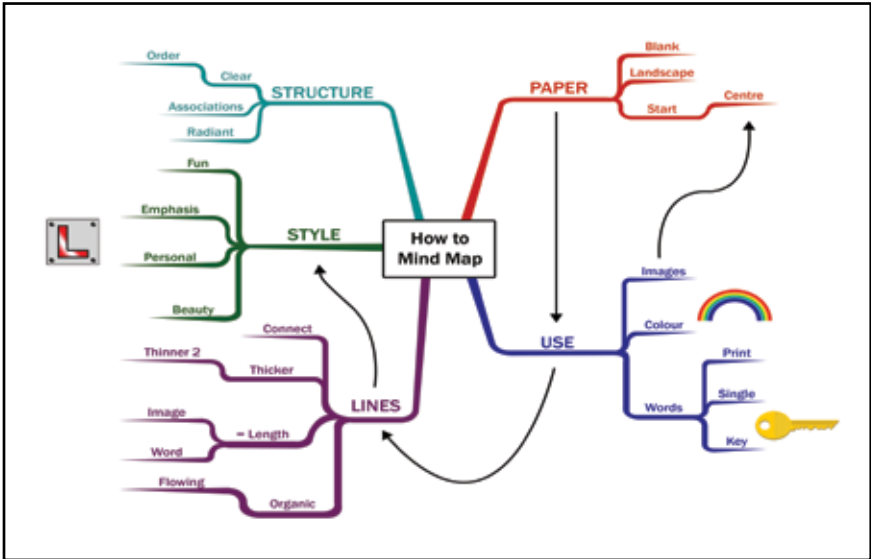 How to
Mind Map
PAPER
Blank
Landscape
Start
Centre
USE
Images
Colour
Words
Print
Single
Key
LINES
Connect
Thicker
Thinner 2
= Length
Image
Word
Organic
Flowing
STYLE
Fun
Emphasis
Personal
Beauty
L
STRUCTURE
Clear
Order
Associations
Radiant